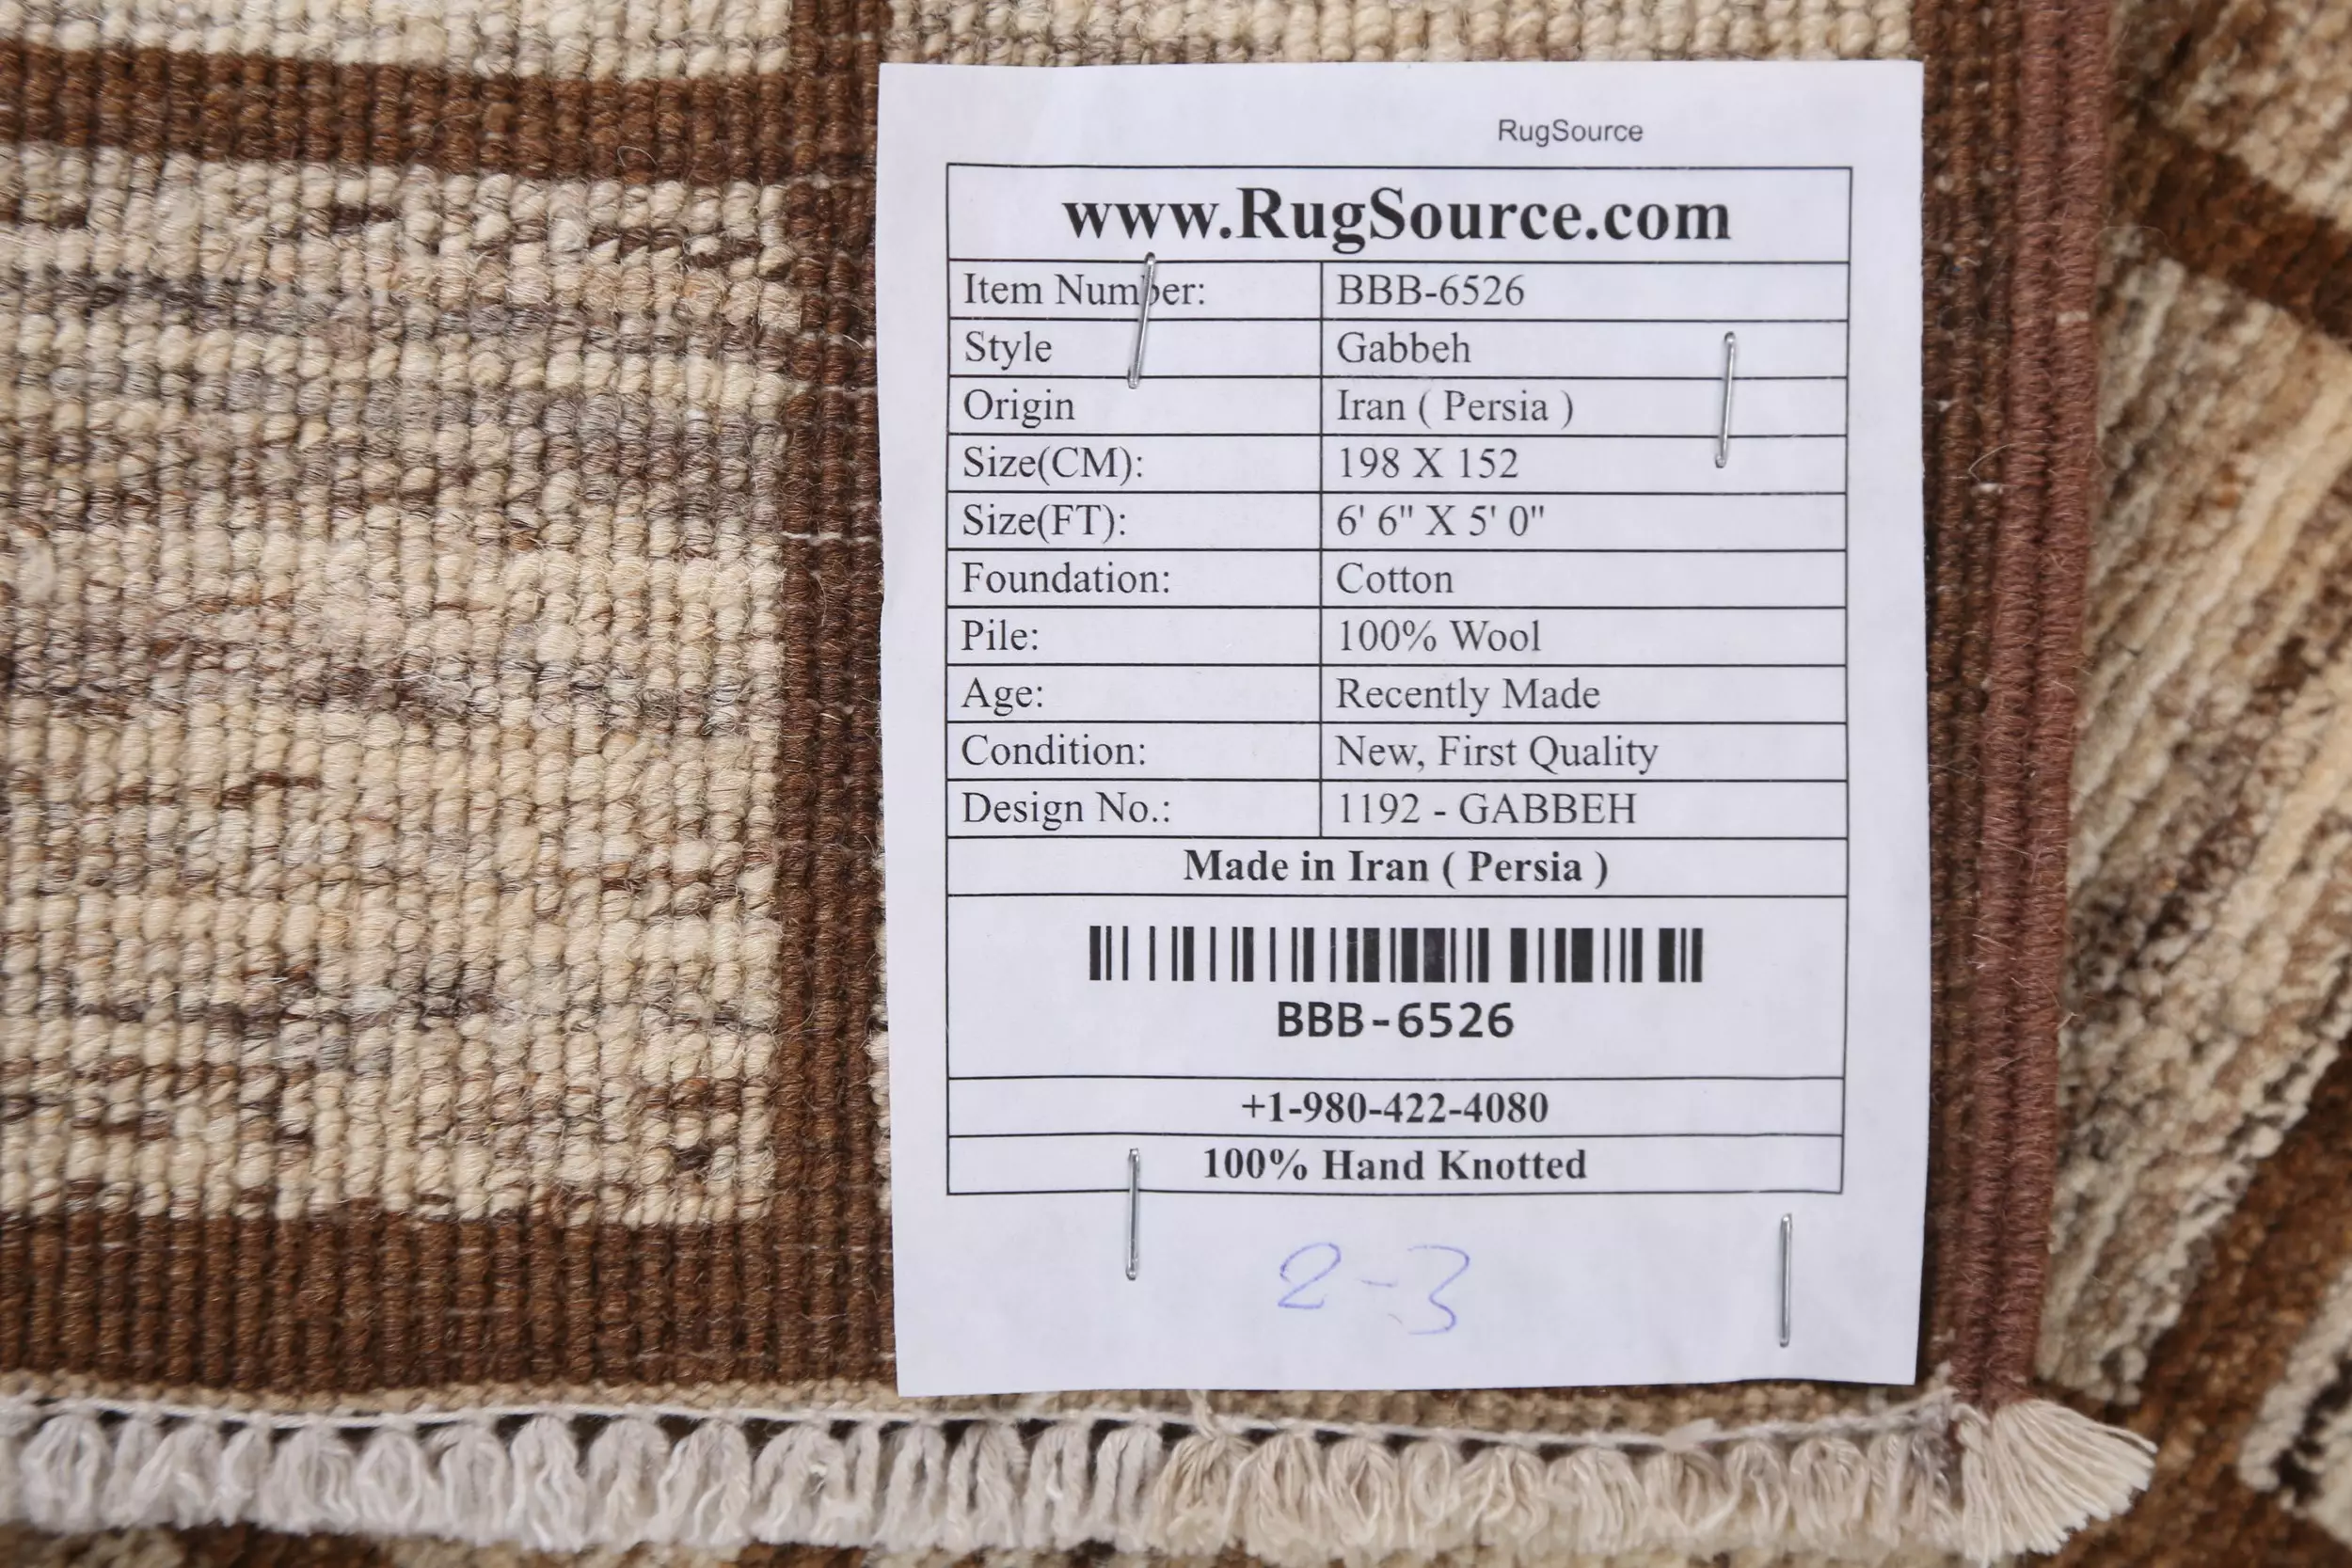 RugSource
www.RugSource.com
Item Number: BBB-6526
Style Gabbeh
Origin Iran ( Persia )
Size(CM): 198 X 152
Size(FT): 6' 6" X 5' 0"
Foundation: Cotton
Pile: 100% Wool
Age: Recently Made
Condition: New, First Quality
Design No.: 1192 - GABBEH
Made in Iran ( Persia )
BBB-6526
+1-980-422-4080
100% Hand Knotted
2-3